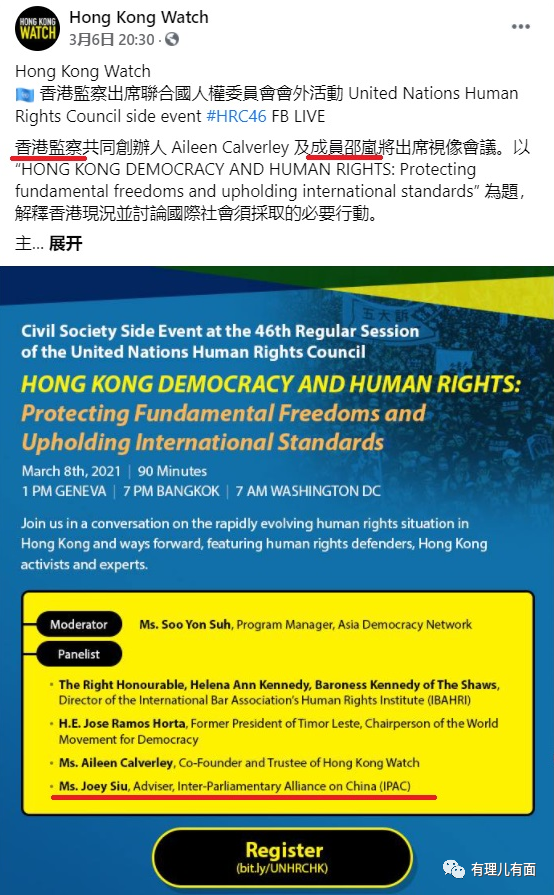 HONG KONG WATCH
Hong Kong Watch
3月6日 20:30 ·
Hong Kong Watch
香港監察出席聯合國人權委員會會外活動 United Nations Human
Rights Council side event #HRC46 FB LIVE
香港監察共同創辦人 Aileen Calverley 及成員邵嵐將出席視像會議。以
“HONG KONG DEMOCRACY AND HUMAN RIGHTS: Protecting
fundamental freedoms and upholding international standards” 為題，
解釋香港現況並討論國際社會須採取的必要行動。
主... 展开
五大訴
Civil Society Side Event at the 46th Regular Session
of the United Nations Human Rights Council
HONG KONG DEMOCRACY AND HUMAN RIGHTS:
Protecting Fundamental Freedoms and
Upholding International Standards
March 8th, 2021 | 90 Minutes
1 PM GENEVA | 7 PM BANGKOK | 7 AM WASHINGTON DC
Join us in a conversation on the rapidly evolving human rights situation in
Hong Kong and ways forward, featuring human rights defenders, Hong Kong
activists and experts.
Moderator Ms. Soo Yon Suh, Program Manager, Asia Democracy Network
Panelist
• The Right Honourable, Helena Ann Kennedy, Baroness Kennedy of The Shaws,
Director of the International Bar Association's Human Rights Institute (IBAHRI)
• H.E. Jose Ramos Horta, Former President of Timor Leste, Chairperson of the World
Movement for Democracy
• Ms. Aileen Calverley, Co-Founder and Trustee of Hong Kong Watch
• Ms. Joey Siu, Adviser, Inter-Parliamentary Alliance on China (IPAC)
Register
(bit.ly/UNHRCHK)
有理儿有面